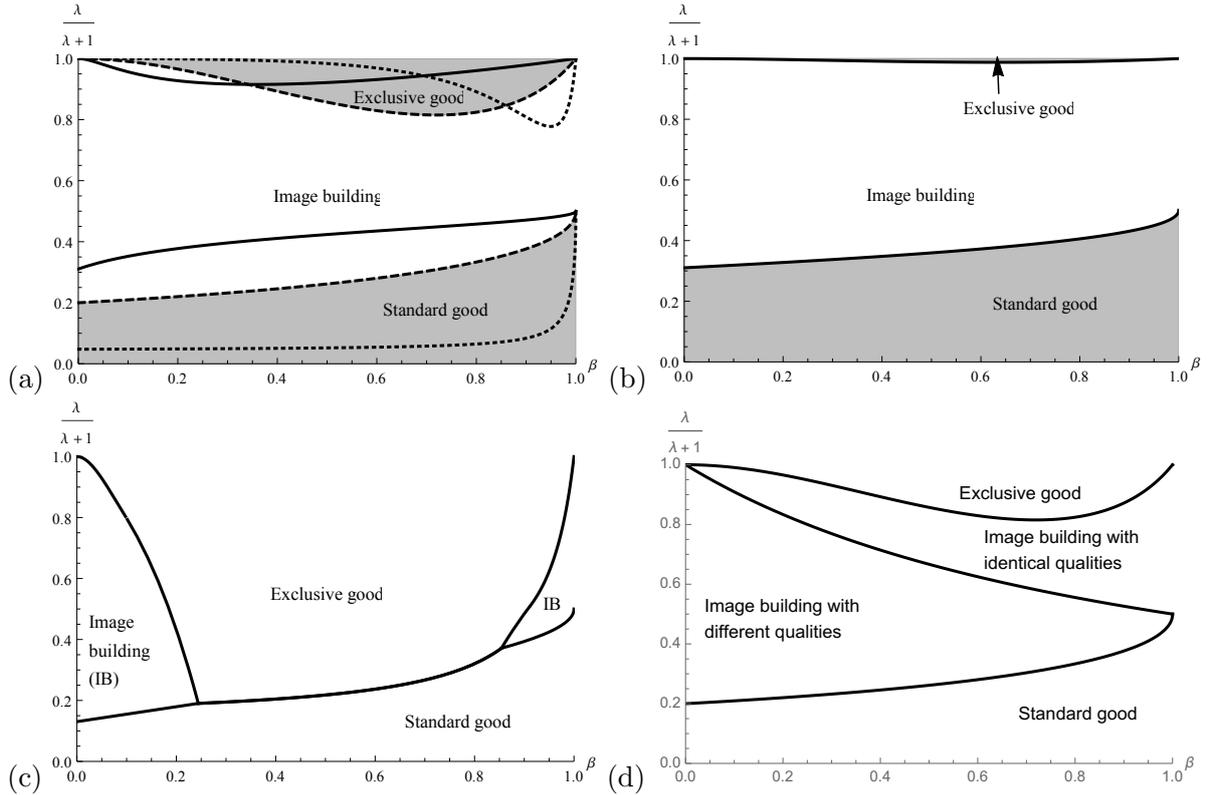 λ
λ + 1
1.0
0.8
0.6
0.4
0.2
0.0
Exclusive good
Image building
Standard good
0.0 0.2 0.4 0.6 0.8 1.0 β
(a)
λ
λ + 1
1.0
0.8
0.6
0.4
0.2
0.0
Exclusive good
Image building
Standard good
0.0 0.2 0.4 0.6 0.8 1.0 β
(b)
λ
λ + 1
1.0
0.8
0.6
0.4
0.2
0.0
Exclusive good
Image
building
(IB)
IB
Standard good
0.0 0.2 0.4 0.6 0.8 1.0 β
(c)
λ
λ + 1
1.0
0.8
0.6
0.4
0.2
0.0
Exclusive good
Image building with
identical qualities
Image building with
different qualities
Standard good
0.0 0.2 0.4 0.6 0.8 1.0 β
(d)